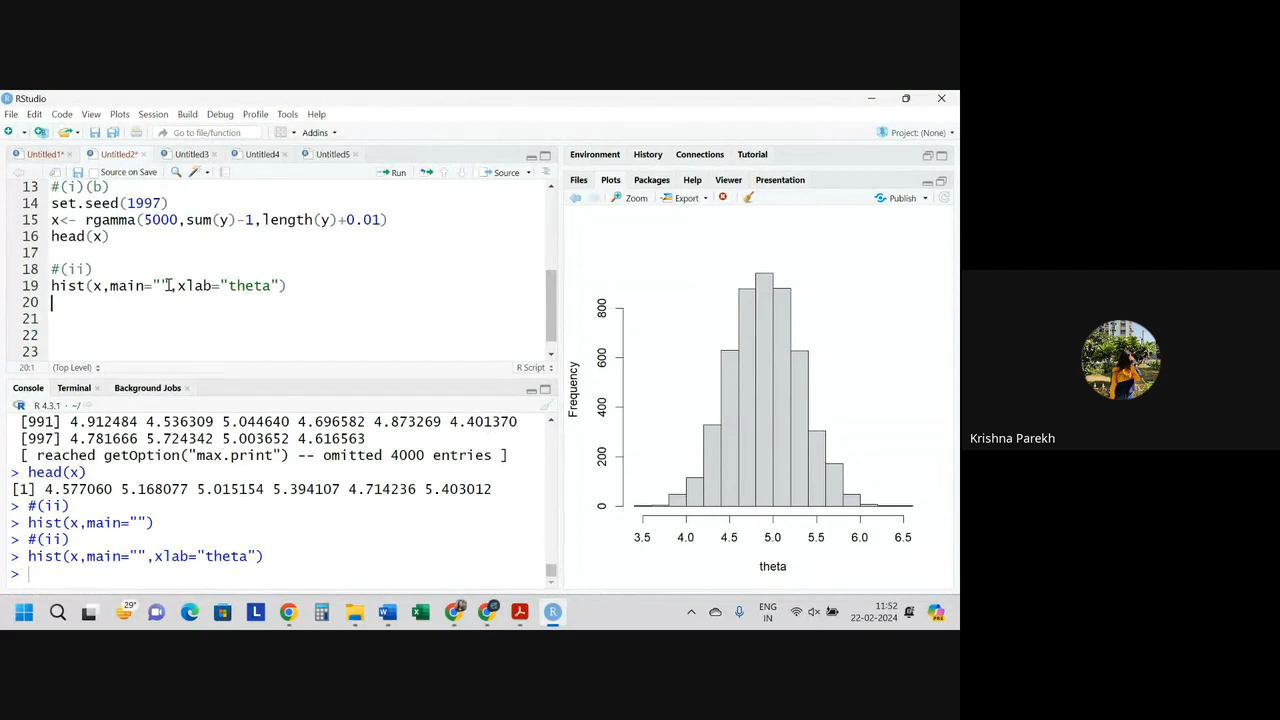 RStudio
File Edit Code View Plots Session Build Debug Profile Tools Help
Go to file/function Addins Project: (None)
Untitled1* Untitled2* Untitled3 Untitled4 Untitled5
Source on Save Run Source
13 #(i)(b)
14 set.seed(1997)
15 x<- rgamma(5000,sum(y)-1,length(y)+0.01)
16 head(x)
17
18 #(ii)
19 hist(x,main="",xlab="theta")
20
21
22
23
20:1 (Top Level) R Script
Console Terminal Background Jobs
R 4.3.1 · ~/
[991] 4.912484 4.536309 5.044640 4.696582 4.873269 4.401370
[997] 4.781666 5.724342 5.003652 4.616563
[ reached getOption("max.print") -- omitted 4000 entries ]
> head(x)
[1] 4.577060 5.168077 5.015154 5.394107 4.714236 5.403012
> #(ii)
> hist(x,main="")
> #(ii)
> hist(x,main="",xlab="theta")
>
Environment History Connections Tutorial
Files Plots Packages Help Viewer Presentation
Zoom Export Publish
Frequency
800
600
400
200
0
3.5 4.0 4.5 5.0 5.5 6.0 6.5
theta
29°
ENG
IN
11:52
22-02-2024
Krishna Parekh